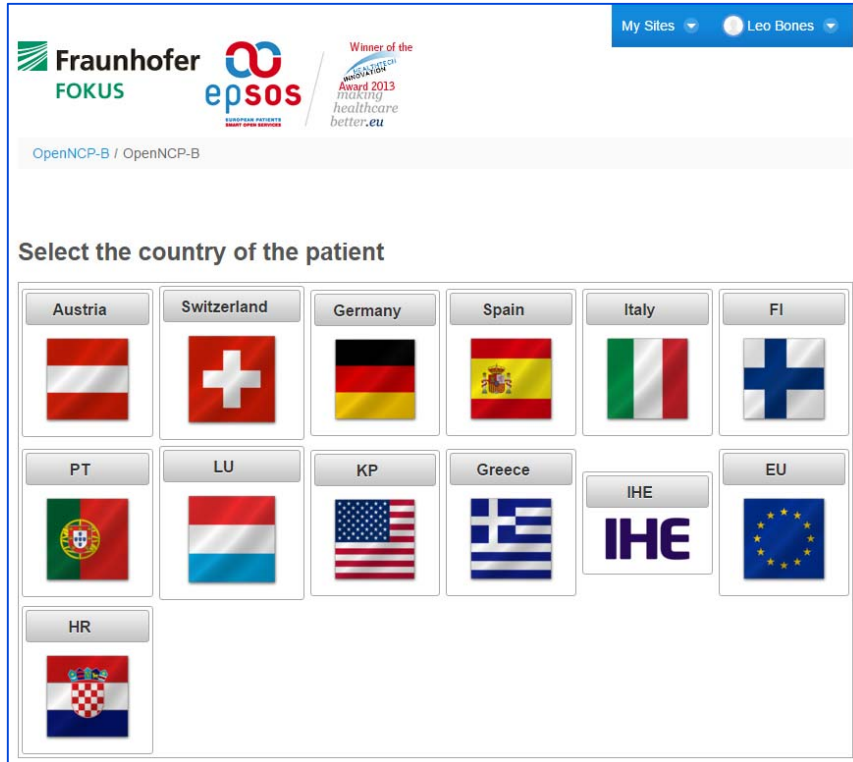 My Sites Leo Bones
Fraunhofer
FOKUS
epsos
EUROPEAN PATIENTS
SMART OPEN SERVICES
Winner of the
HEALTHTECH
INNOVATION
Award 2013
making
healthcare
better.eu
OpenNCP-B / OpenNCP-B
Select the country of the patient
Austria Switzerland Germany Spain Italy FI
PT LU KP Greece IHE EU
IHE
HR